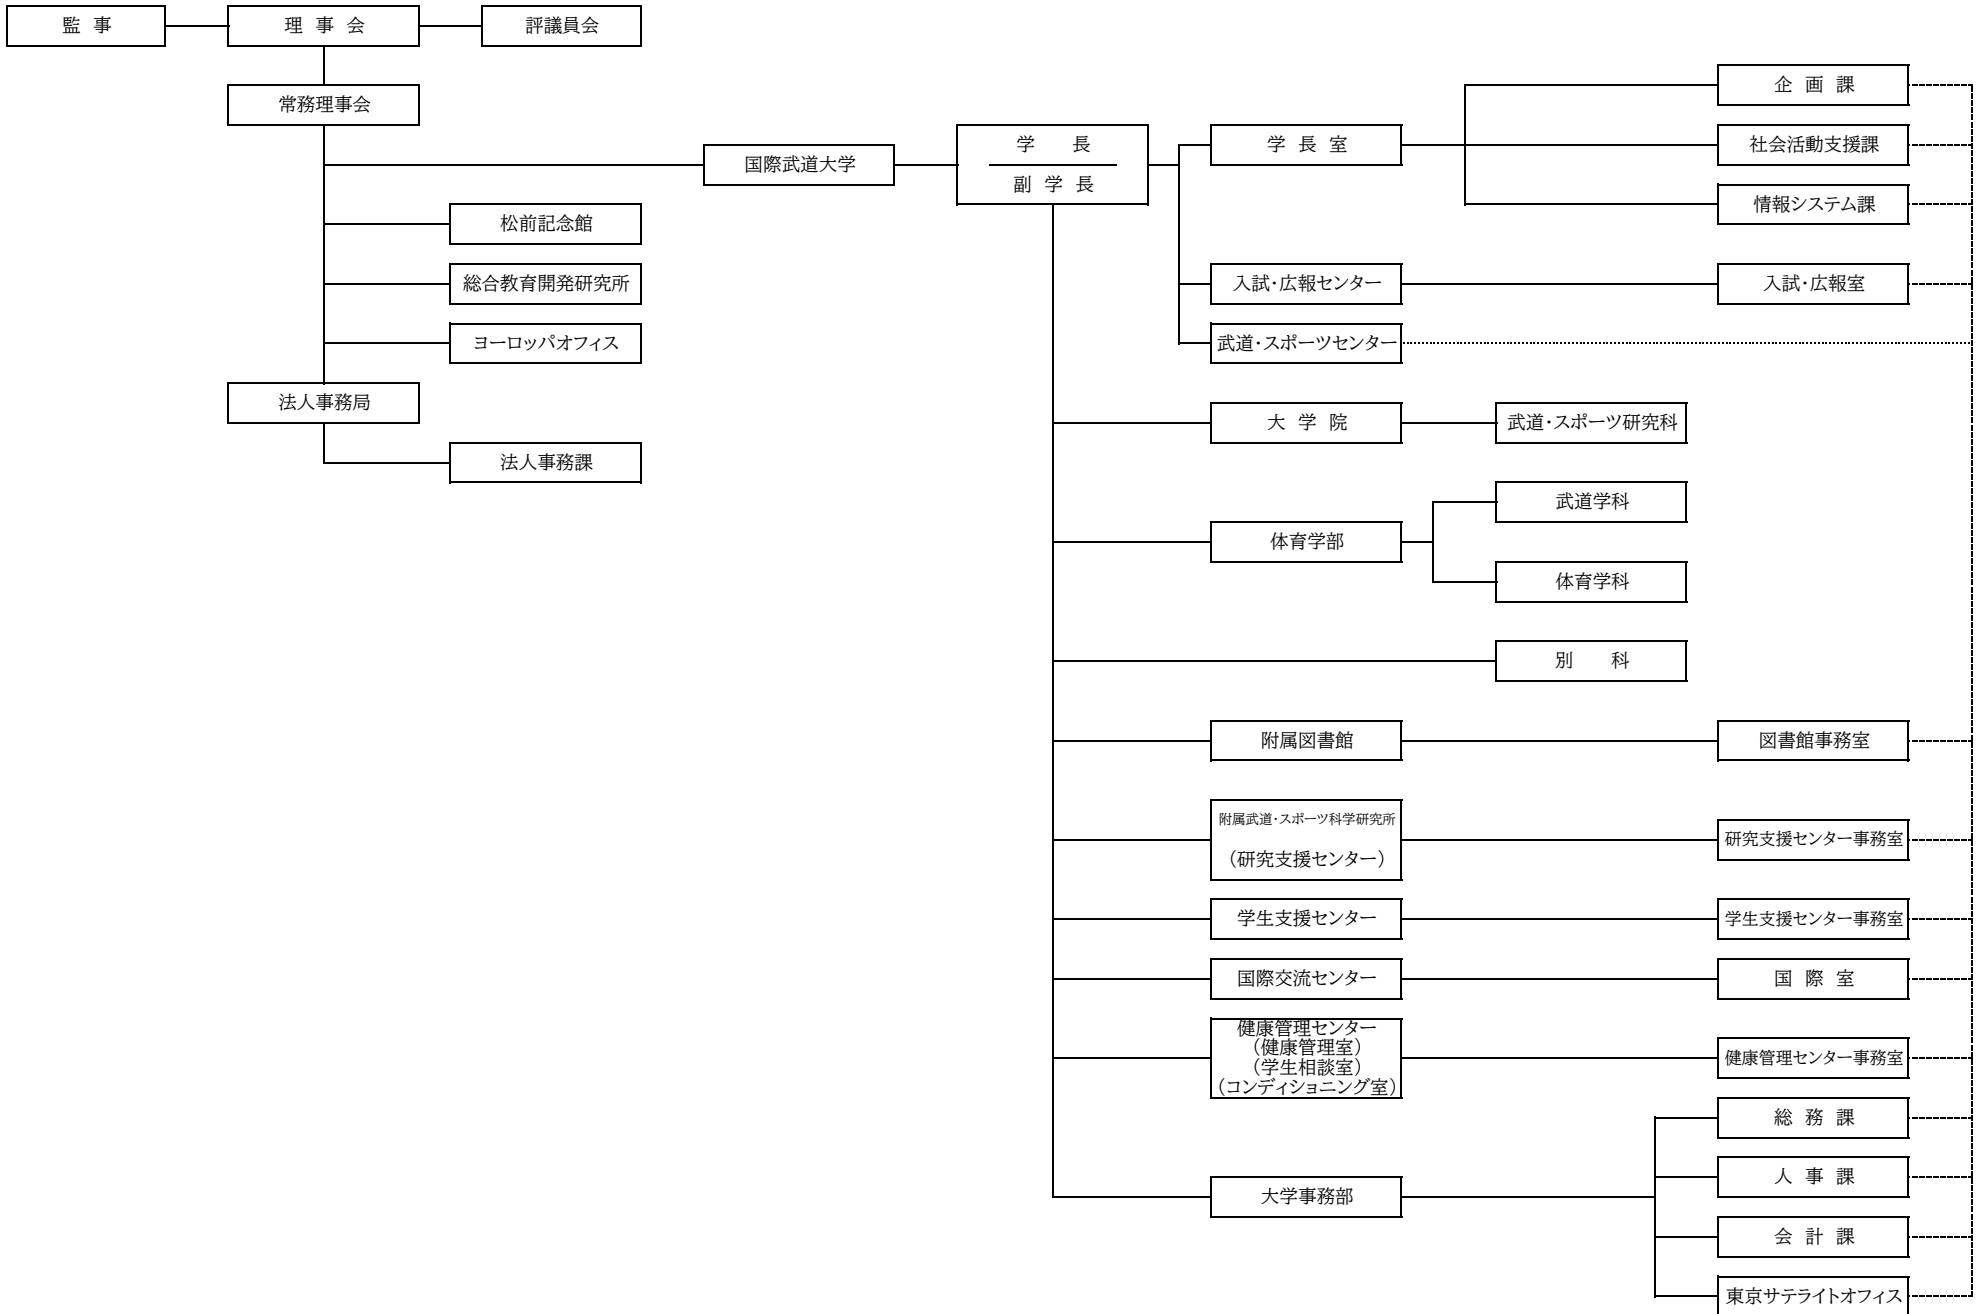 監 事
理 事 会
評議員会
常務理事会
国際武道大学
松前記念館
総合教育開発研究所
ヨーロッパオフィス
法人事務局
法人事務課
学 長
副 学 長
学 長 室
企 画 課
社会活動支援課
情報システム課
入試・広報センター
入試・広報室
武道・スポーツセンター
大 学 院
武道・スポーツ研究科
体育学部
武道学科
体育学科
別 科
附属図書館
図書館事務室
附属武道・スポーツ科学研究所
（研究支援センター）
研究支援センター事務室
学生支援センター
学生支援センター事務室
国際交流センター
国 際 室
健康管理センター
（健康管理室）
（学生相談室）
（コンディショニング室）
健康管理センター事務室
大学事務部
総 務 課
人 事 課
会 計 課
東京サテライトオフィス